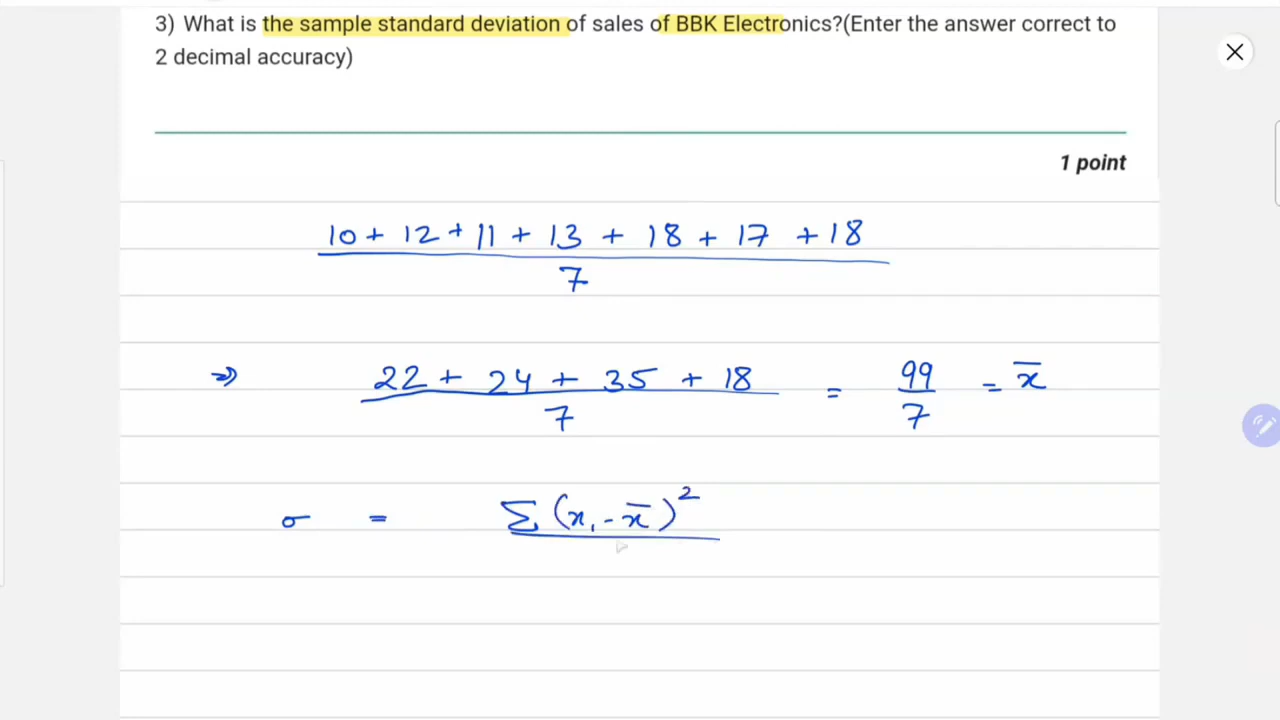 3) What is the sample standard deviation of sales of BBK Electronics?(Enter the answer correct to
2 decimal accuracy)
1 point
10 + 12 + 11 + 13 + 18 + 17 + 18
7
⇒ 22 + 24 + 35 + 18 = 99 = x̄
7 7
σ = Σ (x, - x̄)²